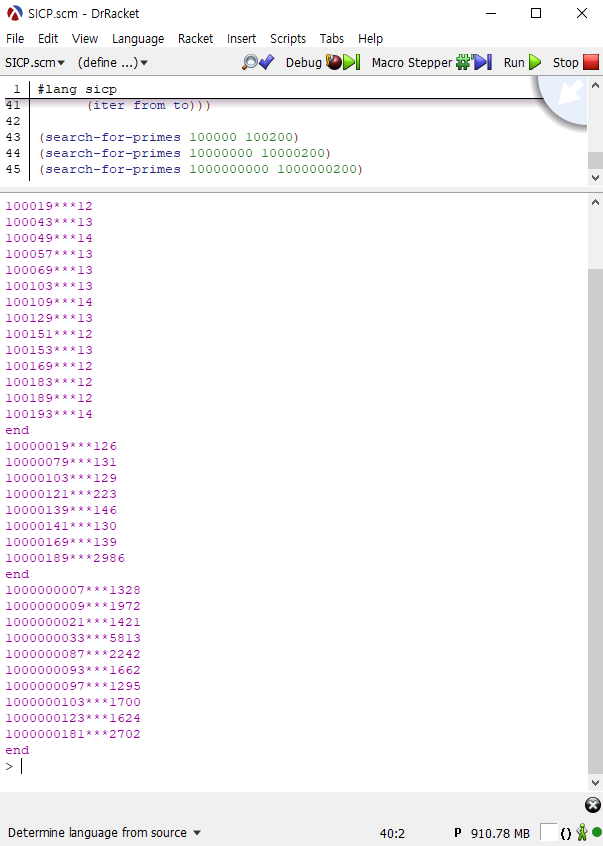 SICP.scm - DrRacket
File Edit View Language Racket Insert Scripts Tabs Help
SICP.scm (define ...) Debug Macro Stepper Run Stop
1 #lang sicp
41 (iter from to)))
42
43 (search-for-primes 100000 100200)
44 (search-for-primes 10000000 10000200)
45 (search-for-primes 1000000000 1000000200)
100019***12
100043***13
100049***14
100057***13
100069***13
100103***13
100109***14
100129***13
100151***12
100153***13
100169***12
100183***12
100189***12
100193***14
end
10000019***126
10000079***131
10000103***129
10000121***223
10000139***146
10000141***130
10000169***139
10000189***2986
end
1000000007***1328
1000000009***1972
1000000021***1421
1000000033***5813
1000000087***2242
1000000093***1662
1000000097***1295
1000000103***1700
1000000123***1624
1000000181***2702
end
>
Determine language from source 40:2 P 910.78 MB ()